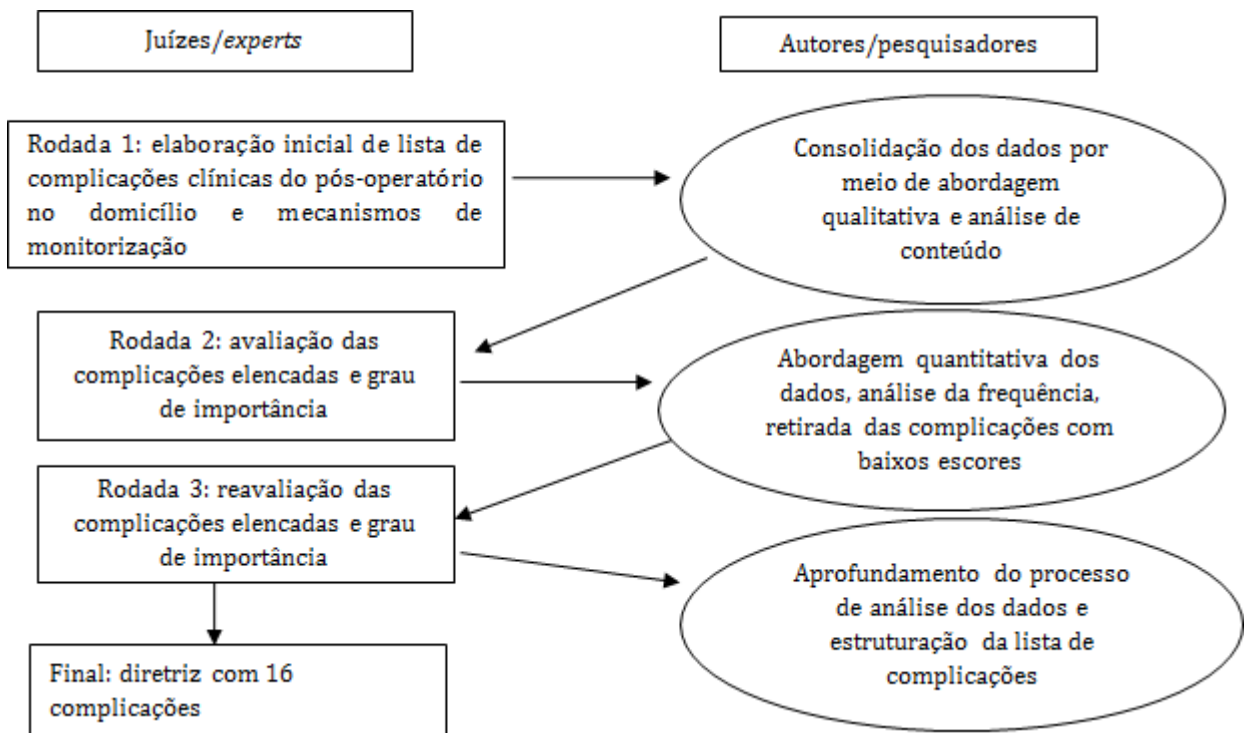 Juízes/experts
Autores/pesquisadores
Rodada 1: elaboração inicial de lista de
complicações clínicas do pós-operatório
no domicílio e mecanismos de
monitorização
Consolidação dos dados por
meio de abordagem
qualitativa e análise de
conteúdo
Rodada 2: avaliação das
complicações elencadas e grau
de importância
Abordagem quantitativa dos
dados, análise da frequência,
retirada das complicações com
baixos escores
Rodada 3: reavaliação das
complicações elencadas e grau
de importância
Aprofundamento do processo
de análise dos dados e
estruturação da lista de
complicações
Final: diretriz com 16
complicações